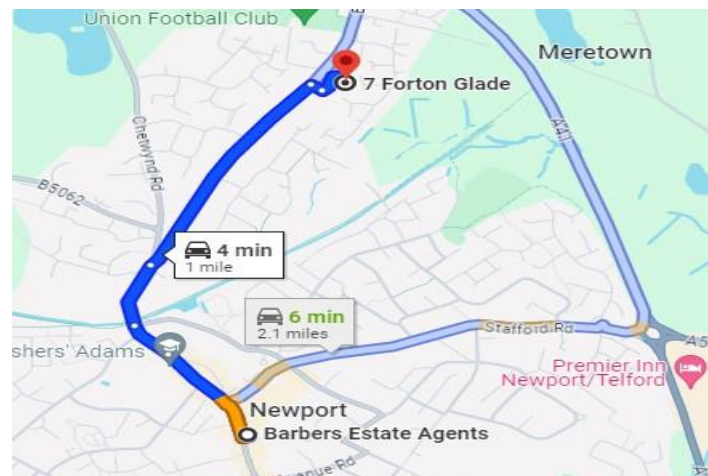 Union Football Club
Meretown
7 Forton Glade
A41
Chetwynd Rd
B5062
4 min
1 mile
6 min
2.1 miles
Stafford Rd
shers' Adams
A5
Premier Inn
Newport/Telford
Newport
Barbers Estate Agents
enue Rd